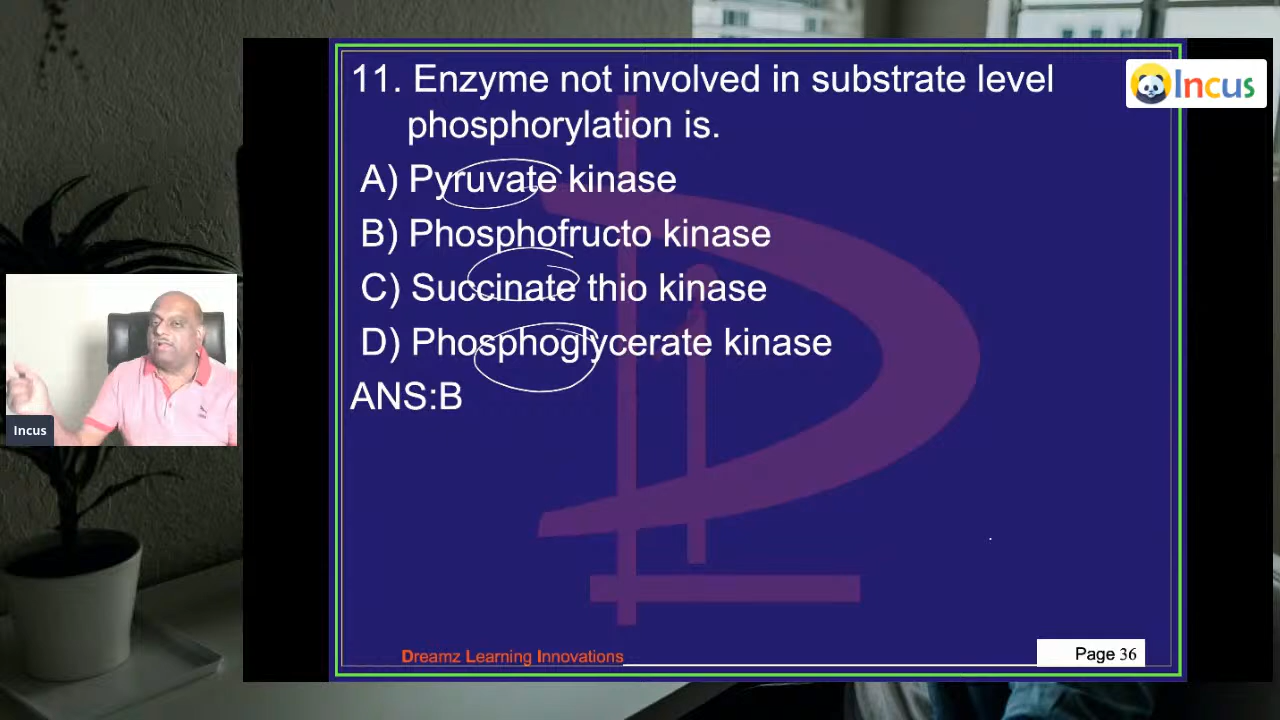 11. Enzyme not involved in substrate level
phosphorylation is.
A) Pyruvate kinase
B) Phosphofructo kinase
C) Succinate thio kinase
D) Phosphoglycerate kinase
ANS:B
Incus
Incus
Dreamz Learning Innovations
Page 36